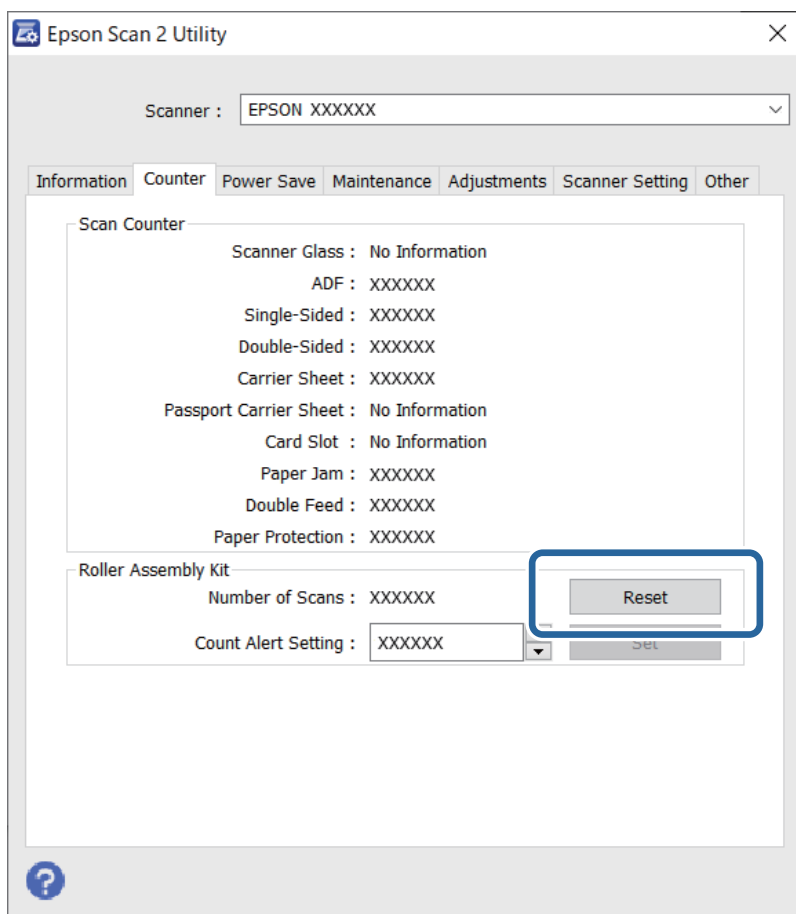 Epson Scan 2 Utility
Scanner : EPSON XXXXXX
Information Counter Power Save Maintenance Adjustments Scanner Setting Other
Scan Counter
Scanner Glass : No Information
ADF : XXXXXX
Single-Sided : XXXXXX
Double-Sided : XXXXXX
Carrier Sheet : XXXXXX
Passport Carrier Sheet : No Information
Card Slot : No Information
Paper Jam : XXXXXX
Double Feed : XXXXXX
Paper Protection : XXXXXX
Roller Assembly Kit
Number of Scans : XXXXXX Reset
Count Alert Setting : XXXXXX Set
?